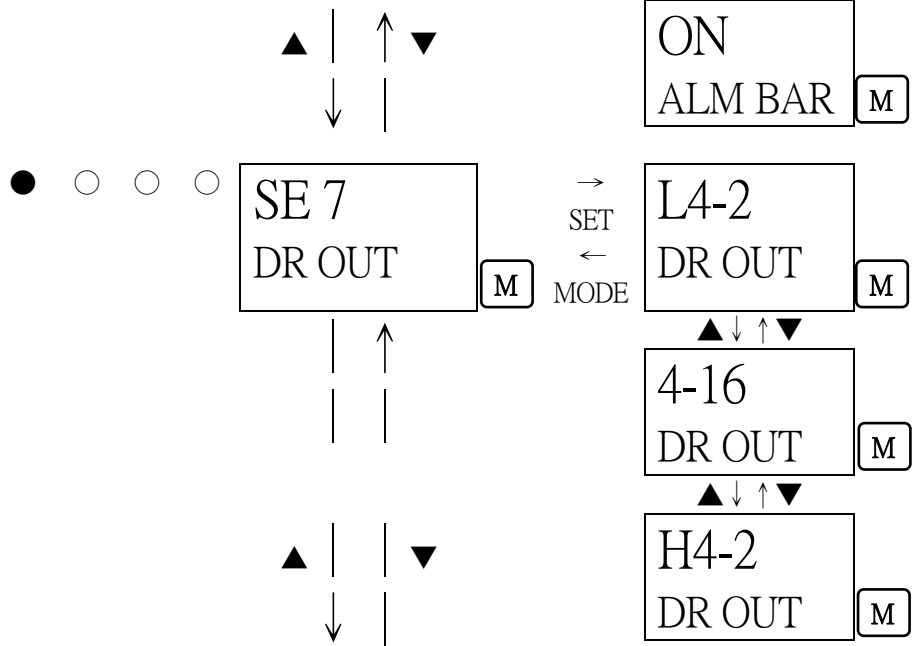 ON
ALM BAR
M
SE 7
DR OUT
M
→
SET
←
MODE
L4-2
DR OUT
M
4-16
DR OUT
M
H4-2
DR OUT
M